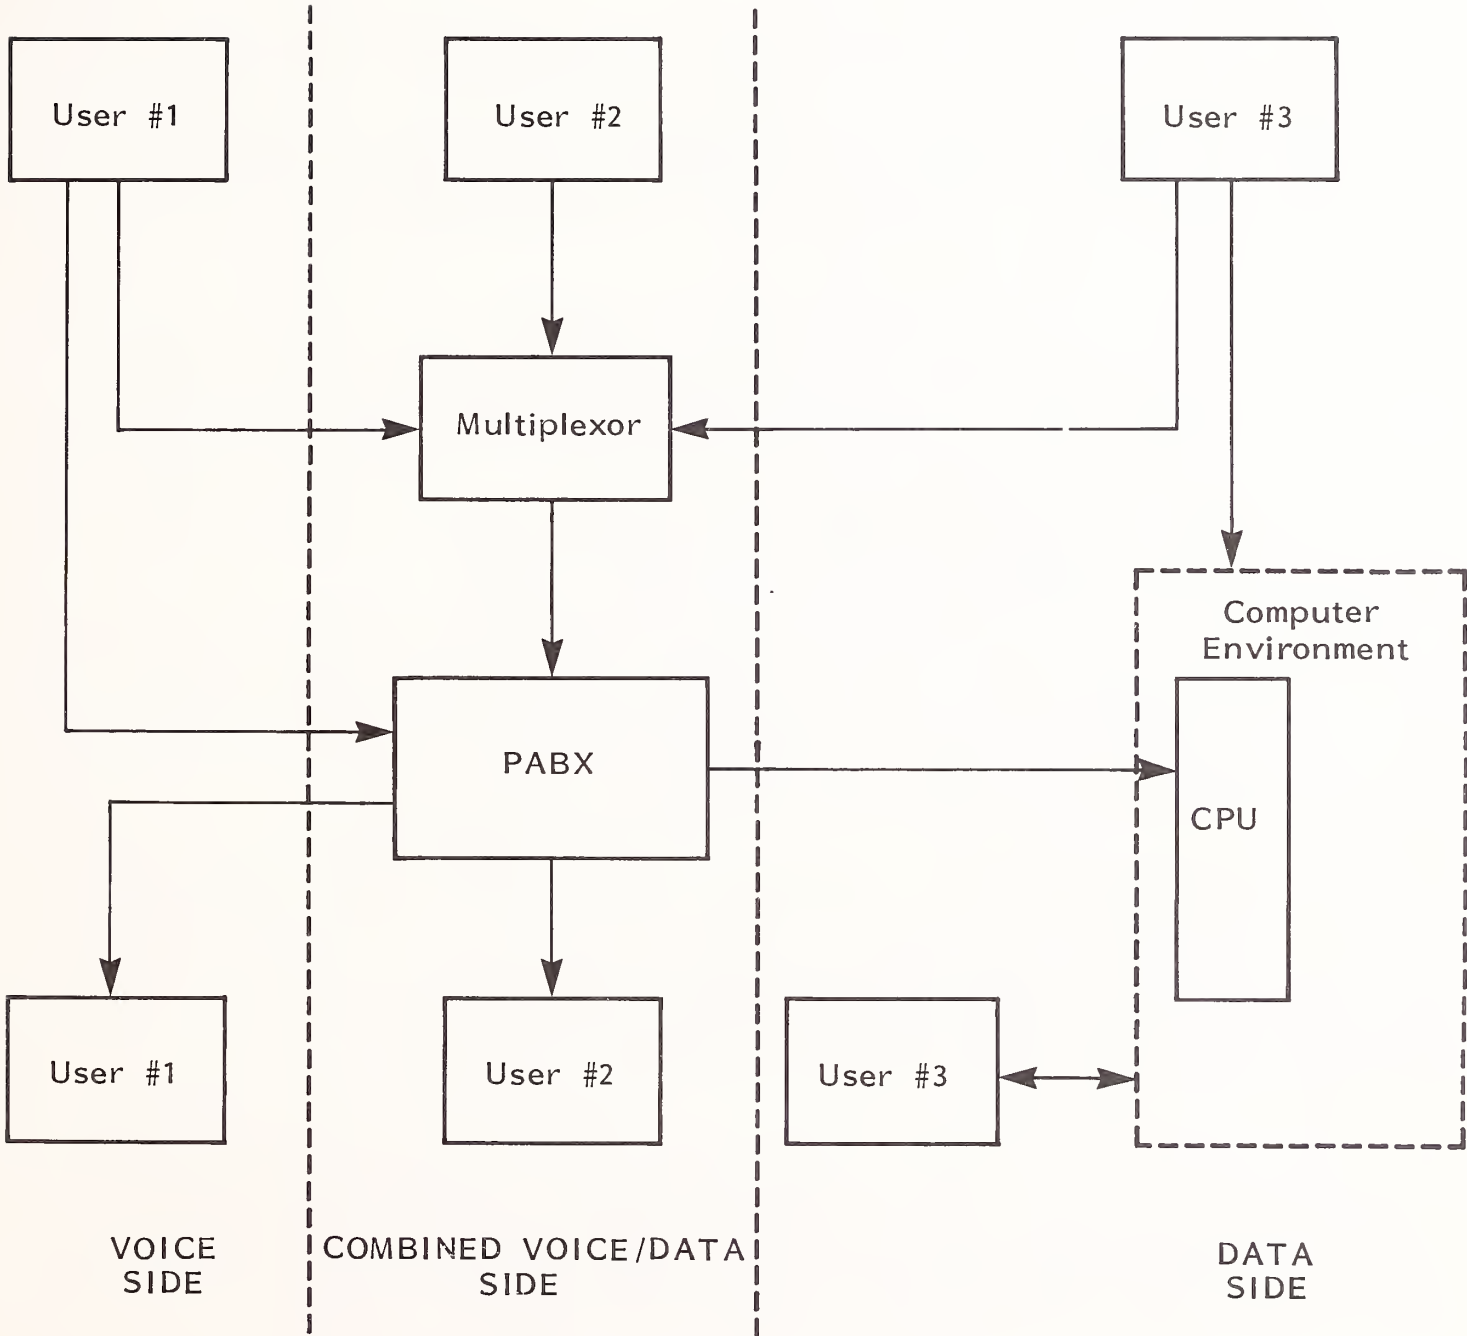 User #1
User #2
User #3
Multiplexor
Computer
Environment
PABX
CPU
User #1
User #2
User #3
VOICE
SIDE
COMBINED VOICE/DATA
SIDE
DATA
SIDE